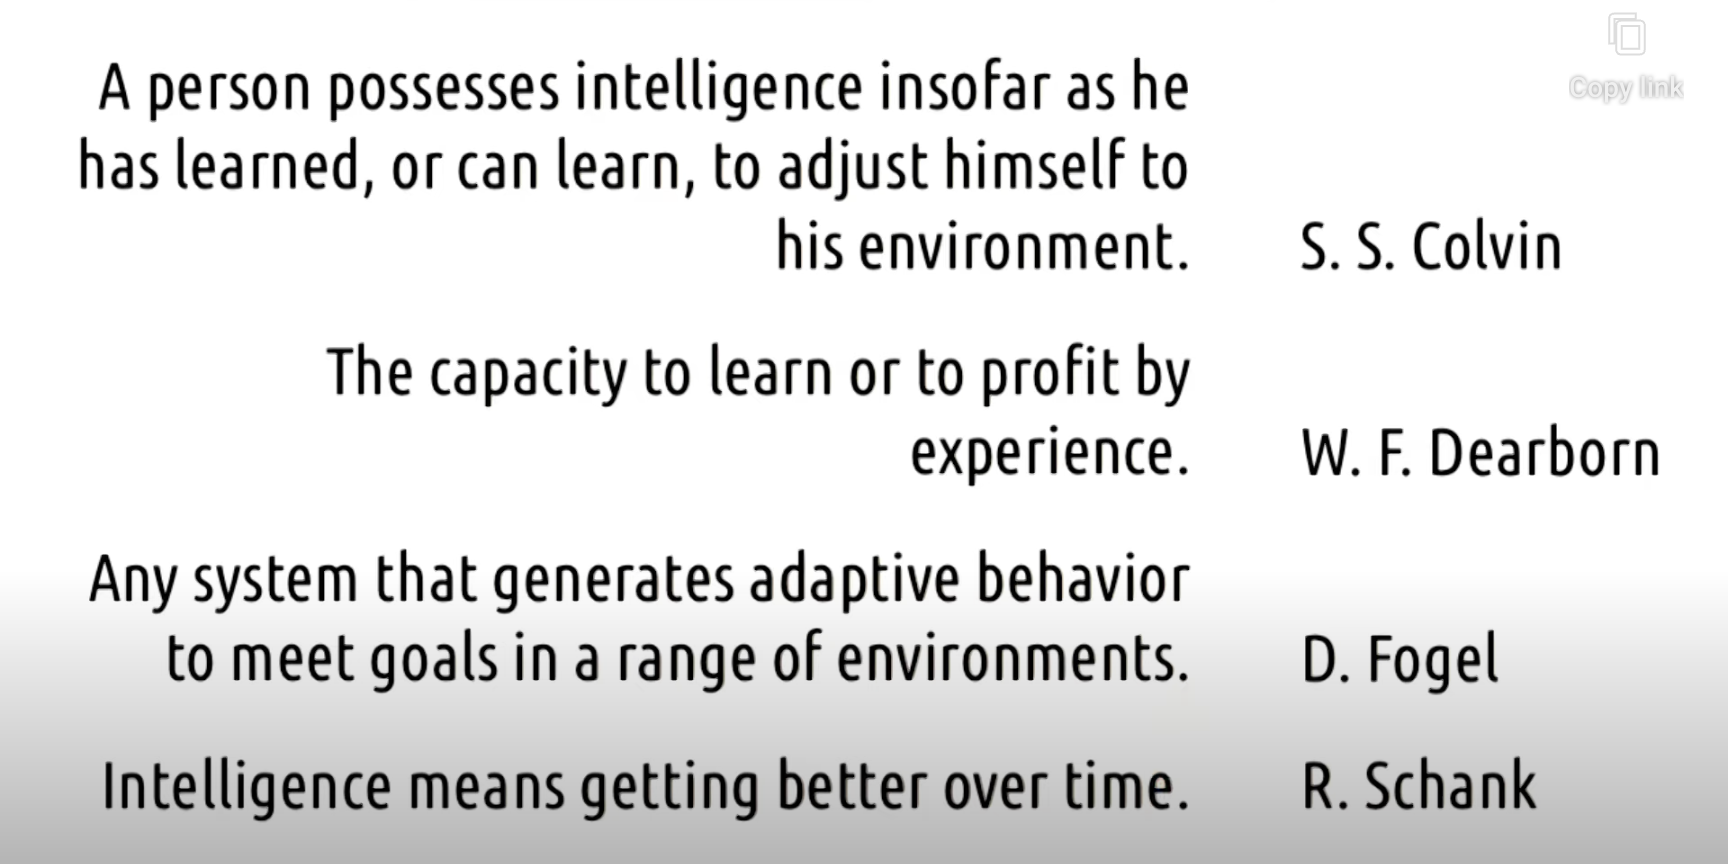 Copy link
A person possesses intelligence insofar as he
has learned, or can learn, to adjust himself to
his environment.
S. S. Colvin
The capacity to learn or to profit by
experience.
W. F. Dearborn
Any system that generates adaptive behavior
to meet goals in a range of environments.
D. Fogel
Intelligence means getting better over time.
R. Schank